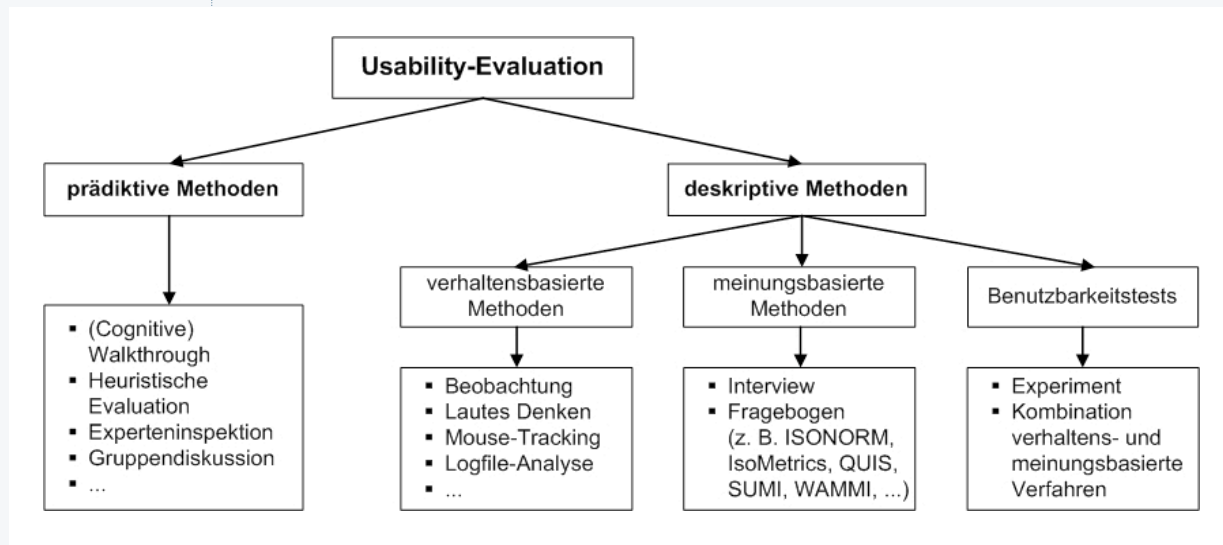 Usability-Evaluation
prädiktive Methoden
deskriptive Methoden
verhaltensbasierte
Methoden
meinungsbasierte
Methoden
Benutzbarkeitstests
▪ (Cognitive)
Walkthrough
▪ Heuristische
Evaluation
▪ Experteninspektion
▪ Gruppendiskussion
▪ ...
▪ Beobachtung
▪ Lautes Denken
▪ Mouse-Tracking
▪ Logfile-Analyse
▪ ...
▪ Interview
▪ Fragebogen
(z. B. ISONORM,
IsoMetrics, QUIS,
SUMI, WAMMI, ...)
▪ Experiment
▪ Kombination
verhaltens- und
meinungsbasierte
Verfahren